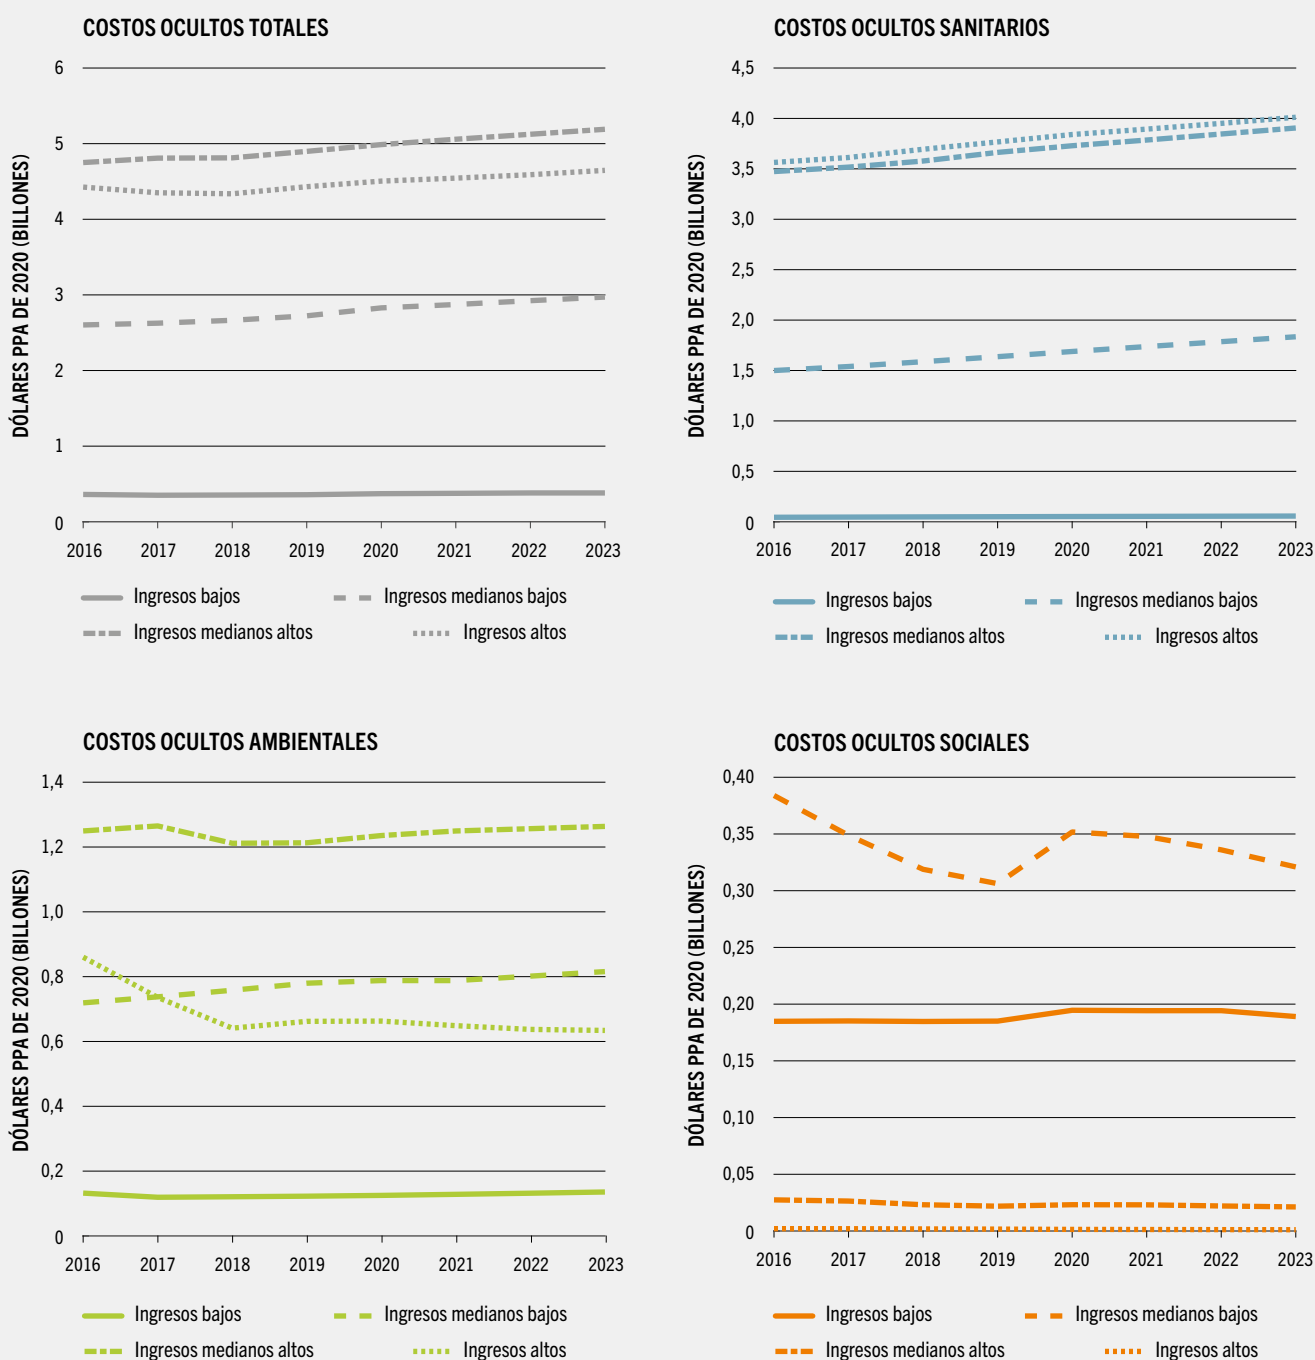 COSTOS OCULTOS TOTALES
DÓLARES PPA DE 2020 (BILLONES)
6
5
4
3
2
1
0
2016 2017 2018 2019 2020 2021 2022 2023
Ingresos bajos Ingresos medianos bajos
Ingresos medianos altos Ingresos altos
COSTOS OCULTOS SANITARIOS
DÓLARES PPA DE 2020 (BILLONES)
4,5
4,0
3,5
3,0
2,5
2,0
1,5
1,0
0,5
0
2016 2017 2018 2019 2020 2021 2022 2023
Ingresos bajos Ingresos medianos bajos
Ingresos medianos altos Ingresos altos
COSTOS OCULTOS AMBIENTALES
DÓLARES PPA DE 2020 (BILLONES)
1,4
1,2
1,0
0,8
0,6
0,4
0,2
0
2016 2017 2018 2019 2020 2021 2022 2023
Ingresos bajos Ingresos medianos bajos
Ingresos medianos altos Ingresos altos
COSTOS OCULTOS SOCIALES
DÓLARES PPA DE 2020 (BILLONES)
0,40
0,35
0,30
0,25
0,20
0,15
0,10
0,05
0
2016 2017 2018 2019 2020 2021 2022 2023
Ingresos bajos Ingresos medianos bajos
Ingresos medianos altos Ingresos altos